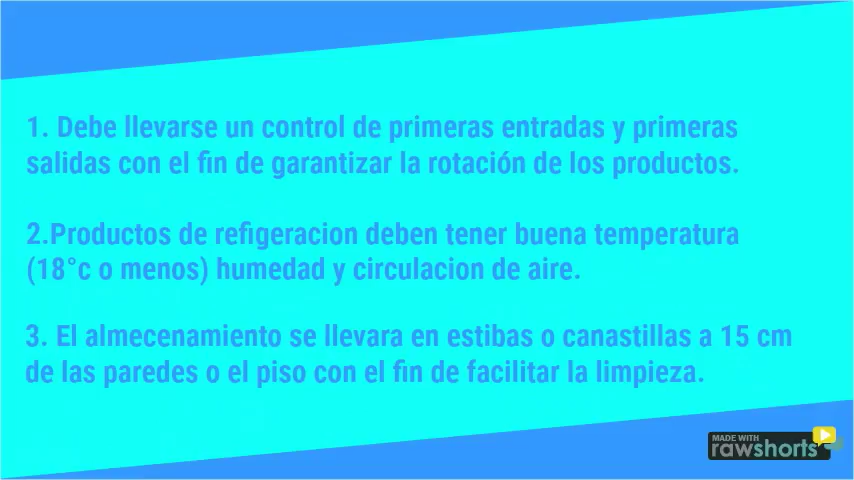 1. Debe llevarse un control de primeras entradas y primeras
salidas con el fin de garantizar la rotación de los productos.
2.Productos de refigeracion deben tener buena temperatura
(18°c o menos) humedad y circulacion de aire.
3. El almecenamiento se llevara en estibas o canastillas a 15 cm
de las paredes o el piso con el fin de facilitar la limpieza.
MADE WITH
rawshorts